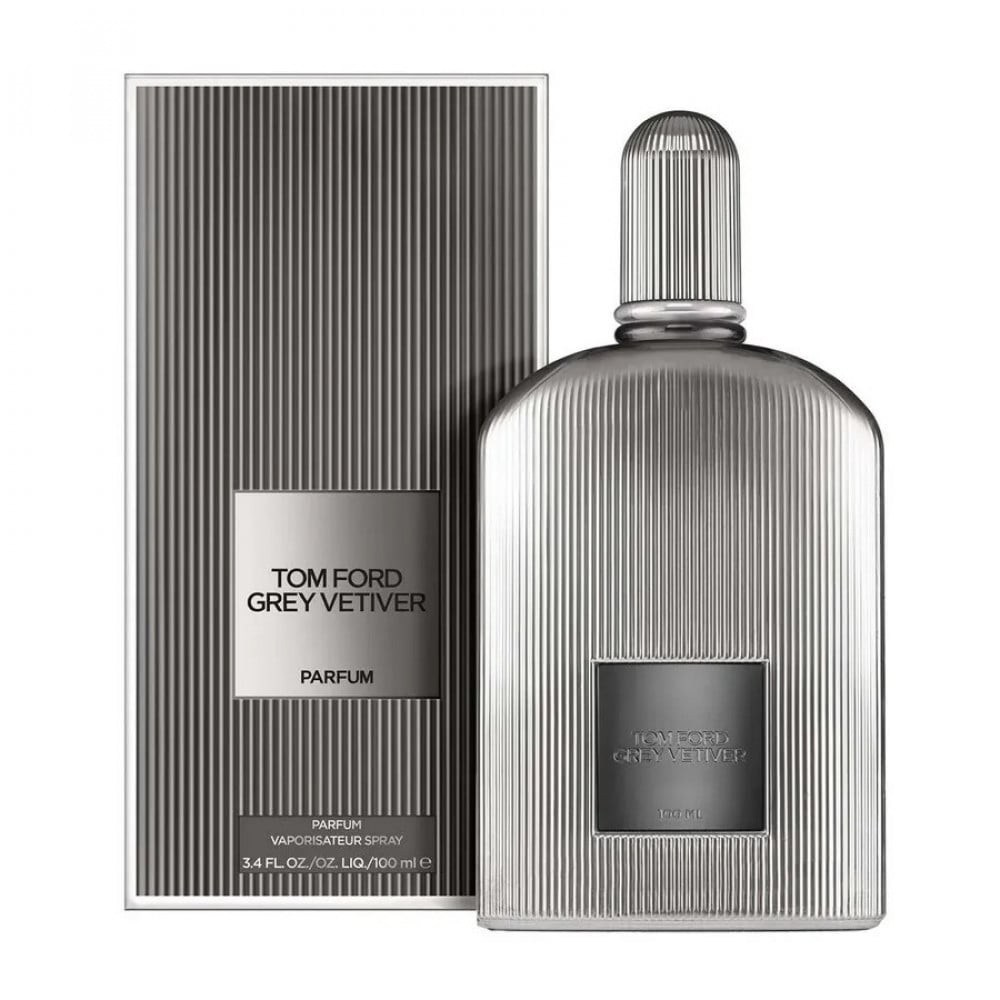 TOM FORD
GREY VETIVER
PARFUM
PARFUM
VAPORISATEUR SPRAY
3.4 FL. OZ./OZ. LIQ./100 ml ℮
TOM FORD
GREY VETIVER
100 ML